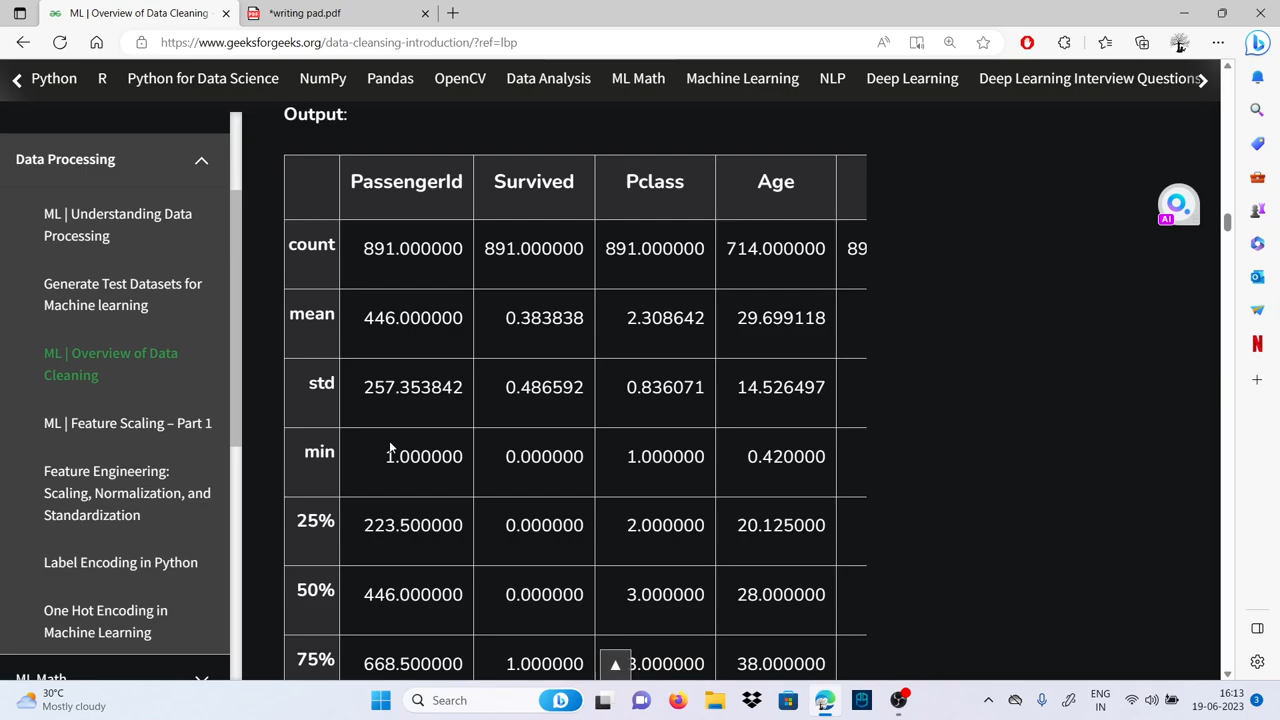 ML | Overview of Data Cleaning -
*writing pad.pdf
https://www.geeksforgeeks.org/data-cleansing-introduction/?ref=lbp
Python R Python for Data Science NumPy Pandas OpenCV Data Analysis ML Math Machine Learning NLP Deep Learning Deep Learning Interview Questions
Data Processing
ML | Understanding Data
Processing
Generate Test Datasets for
Machine learning
ML | Overview of Data
Cleaning
ML | Feature Scaling – Part 1
Feature Engineering:
Scaling, Normalization, and
Standardization
Label Encoding in Python
One Hot Encoding in
Machine Learning
ML Math
Output:
PassengerId Survived Pclass Age
count 891.000000 891.000000 891.000000 714.000000 89
mean 446.000000 0.383838 2.308642 29.699118
std 257.353842 0.486592 0.836071 14.526497
min 1.000000 0.000000 1.000000 0.420000
25% 223.500000 0.000000 2.000000 20.125000
50% 446.000000 0.000000 3.000000 28.000000
75% 668.500000 1.000000 3.000000 38.000000
AI
30°C
Mostly cloudy
Search
ENG
IN
16:13
19-06-2023
3